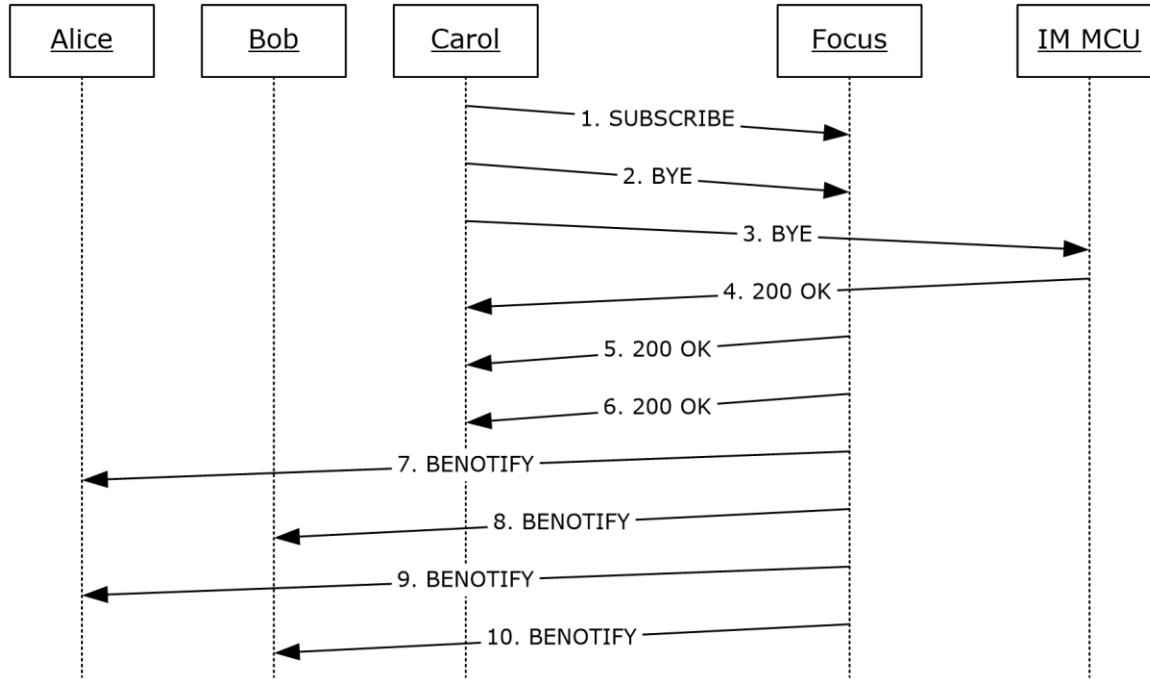 Alice
Bob
Carol
Focus
IM MCU
1. SUBSCRIBE
2. BYE
3. BYE
4. 200 OK
5. 200 OK
6. 200 OK
7. BENOTIFY
8. BENOTIFY
9. BENOTIFY
10. BENOTIFY